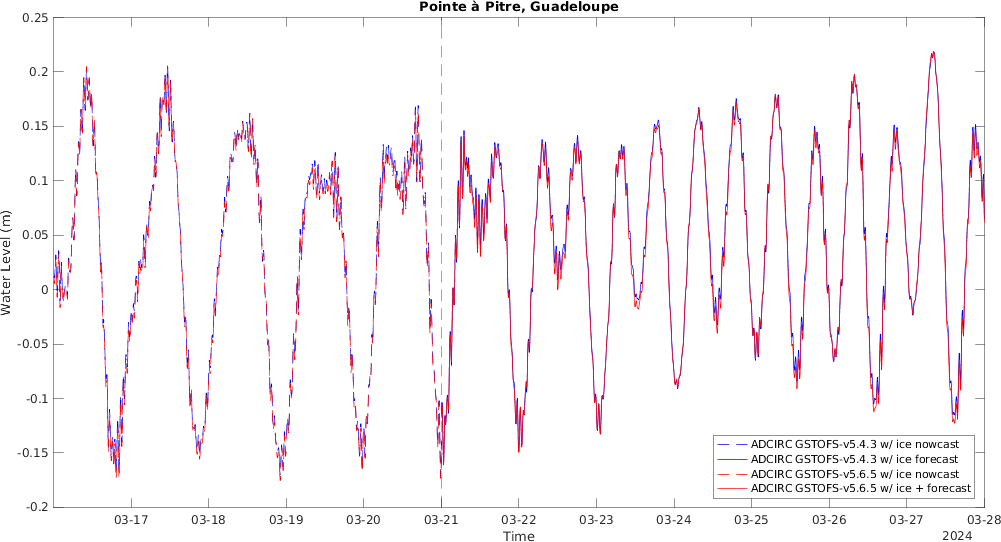 Pointe à Pitre, Guadeloupe
0.25
0.2
0.15
0.1
0.05
0
-0.05
-0.1
-0.15
-0.2
Water Level (m)
ADCIRC GSTOFS-v5.4.3 w/ ice nowcast
ADCIRC GSTOFS-v5.4.3 w/ ice forecast
ADCIRC GSTOFS-v5.6.5 w/ ice nowcast
ADCIRC GSTOFS-v5.6.5 w/ ice + forecast
03-17 03-18 03-19 03-20 03-21 03-22 03-23 03-24 03-25 03-26 03-27 03-28
Time
2024